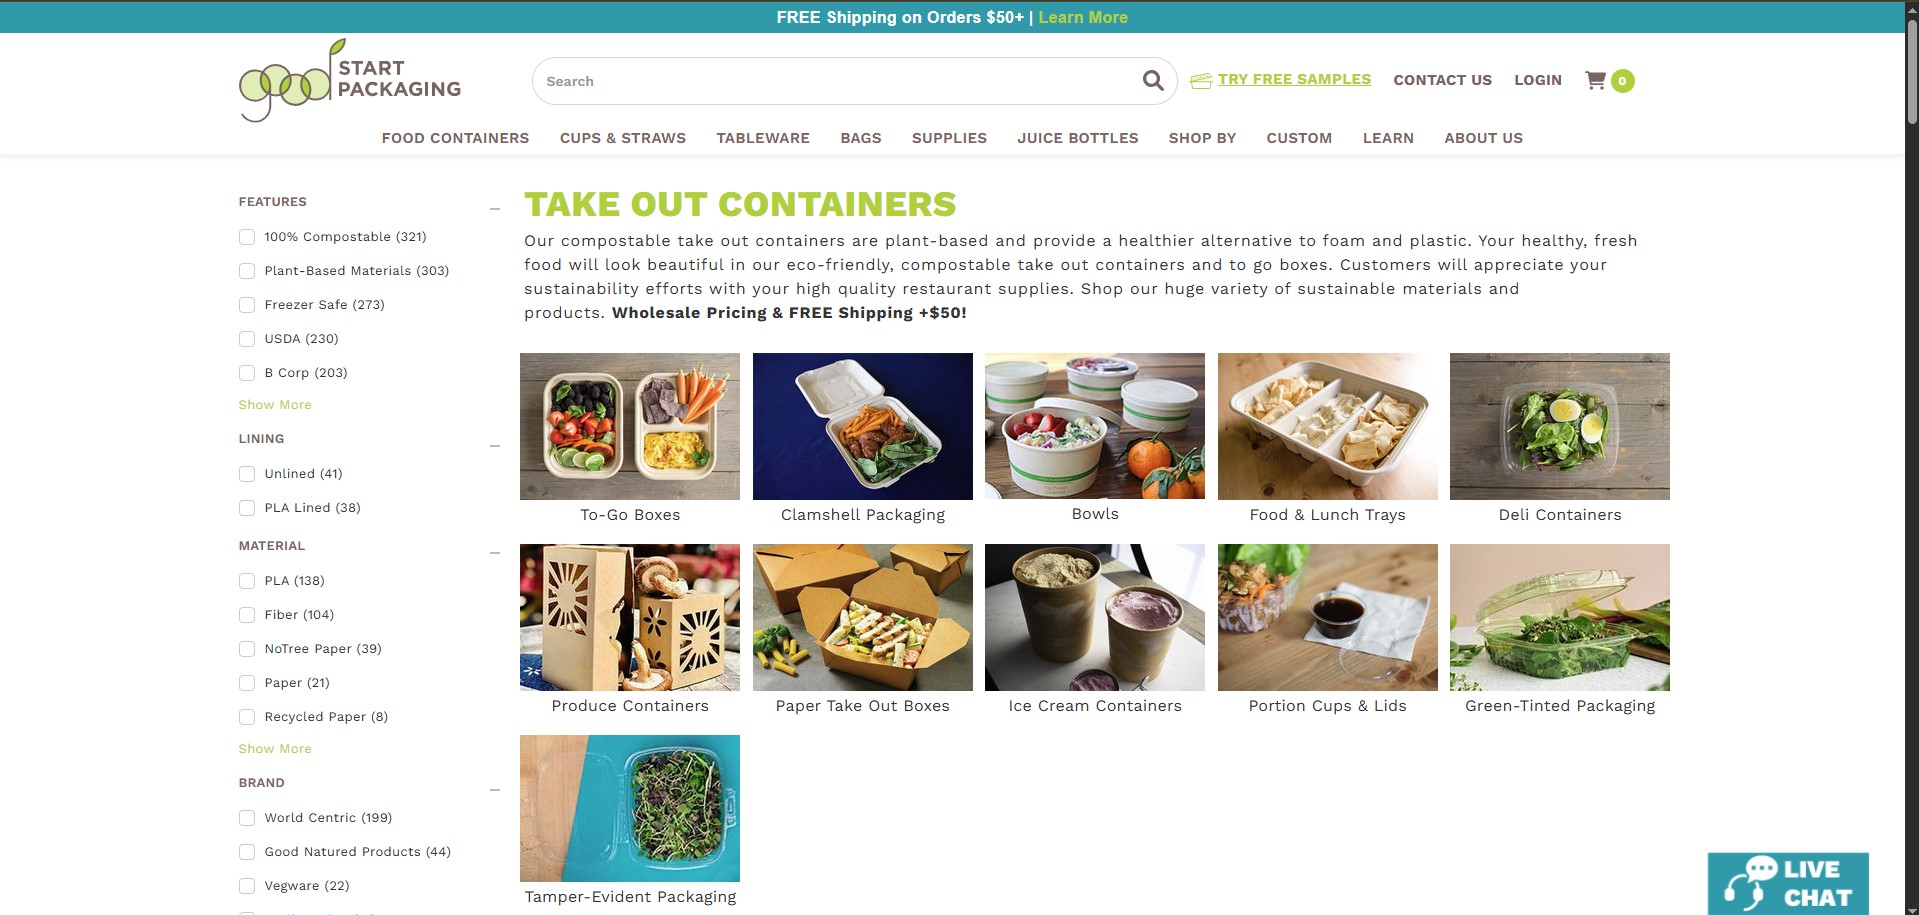 FREE Shipping on Orders $50+ | Learn More
good START PACKAGING
Search
TRY FREE SAMPLES
CONTACT US
LOGIN
0
FOOD CONTAINERS
CUPS & STRAWS
TABLEWARE
BAGS
SUPPLIES
JUICE BOTTLES
SHOP BY
CUSTOM
LEARN
ABOUT US
FEATURES
100% Compostable (321)
Plant-Based Materials (303)
Freezer Safe (273)
USDA (230)
B Corp (203)
Show More
LINING
Unlined (41)
PLA Lined (38)
MATERIAL
PLA (138)
Fiber (104)
NoTree Paper (39)
Paper (21)
Recycled Paper (8)
Show More
BRAND
World Centric (199)
Good Natured Products (44)
Vegware (22)
TAKE OUT CONTAINERS
Our compostable take out containers are plant-based and provide a healthier alternative to foam and plastic. Your healthy, fresh
food will look beautiful in our eco-friendly, compostable take out containers and to go boxes. Customers will appreciate your
sustainability efforts with your high quality restaurant supplies. Shop our huge variety of sustainable materials and
products. Wholesale Pricing & FREE Shipping +$50!
To-Go Boxes
Clamshell Packaging
Bowls
Food & Lunch Trays
Deli Containers
Produce Containers
Paper Take Out Boxes
Ice Cream Containers
Portion Cups & Lids
Green-Tinted Packaging
Tamper-Evident Packaging
LIVE
CHAT